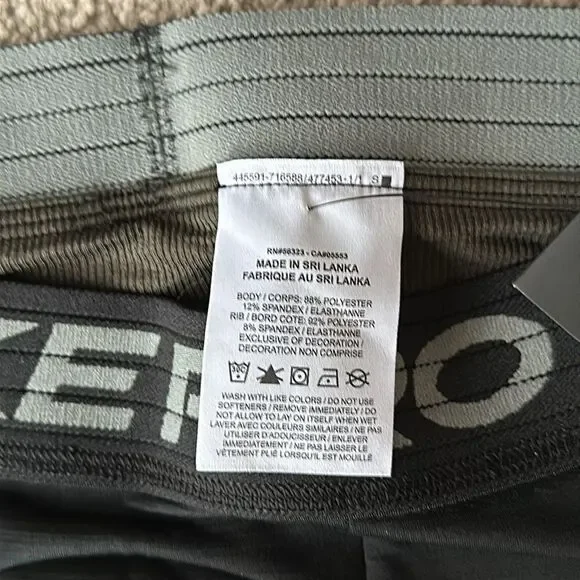 445591-716588/477453-1/1 S
RN#56323 - CA#05553
MADE IN SRI LANKA
FABRIQUE AU SRI LANKA
BODY / CORPS: 88% POLYESTER
12% SPANDEX / ELASTHANNE
RIB / BORD COTE: 92% POLYESTER
8% SPANDEX / ELASTHANNE
EXCLUSIVE OF DECORATION /
DECORATION NON COMPRISE
WASH WITH LIKE COLORS / DO NOT USE
SOFTENERS / REMOVE IMMEDIATELY / DO
NOT ALLOW TO LAY ON ITSELF WHEN WET
LAVER AVEC COULEURS SIMILAIRES / NE PAS
UTILISER D'ADOUCISSEUR / ENLEVER
IMMEDIATEMENT / NE PAS LAISSER LE
VÊTEMENT PLIÉ LORSQU'IL EST MOUILLÉ
KE PRO